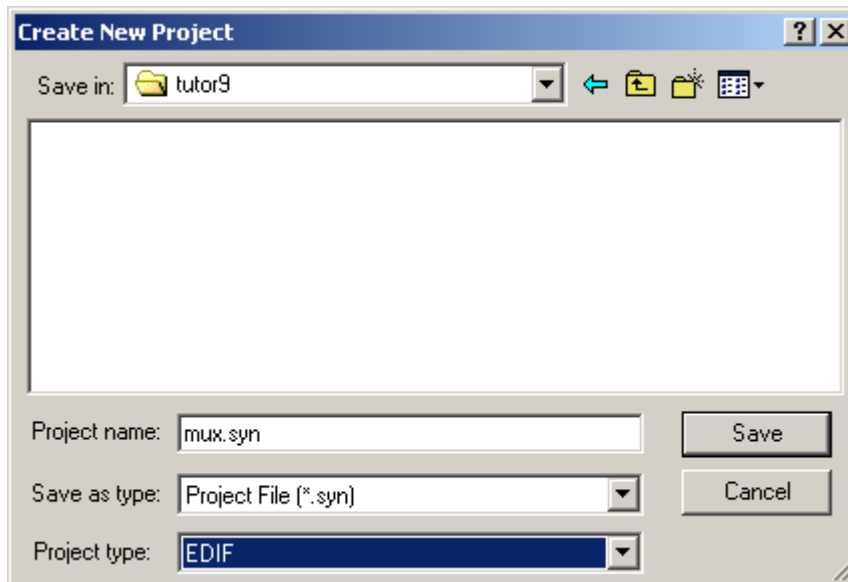 Create New Project
Save in: tutor9
Project name: mux.syn
Save
Save as type: Project File (*.syn)
Cancel
Project type: EDIF